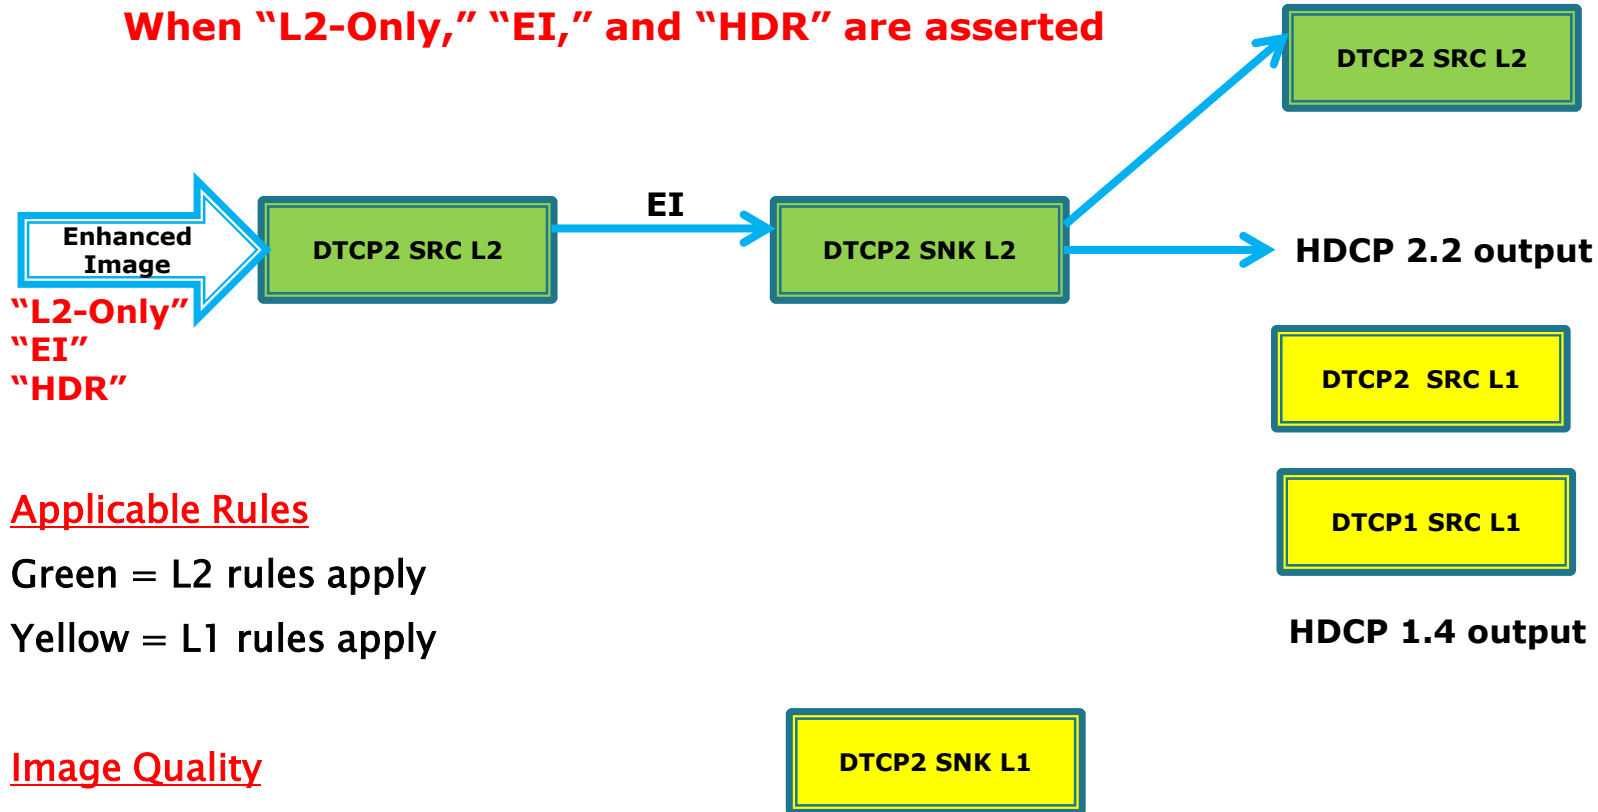 When “L2-Only,” “EI,” and “HDR” are asserted
DTCP2 SRC L2
EI
Enhanced
Image
DTCP2 SRC L2
DTCP2 SNK L2
HDCP 2.2 output
“L2-Only”
“EI”
“HDR”
DTCP2 SRC L1
Applicable Rules
DTCP1 SRC L1
Green = L2 rules apply
Yellow = L1 rules apply
HDCP 1.4 output
Image Quality
DTCP2 SNK L1